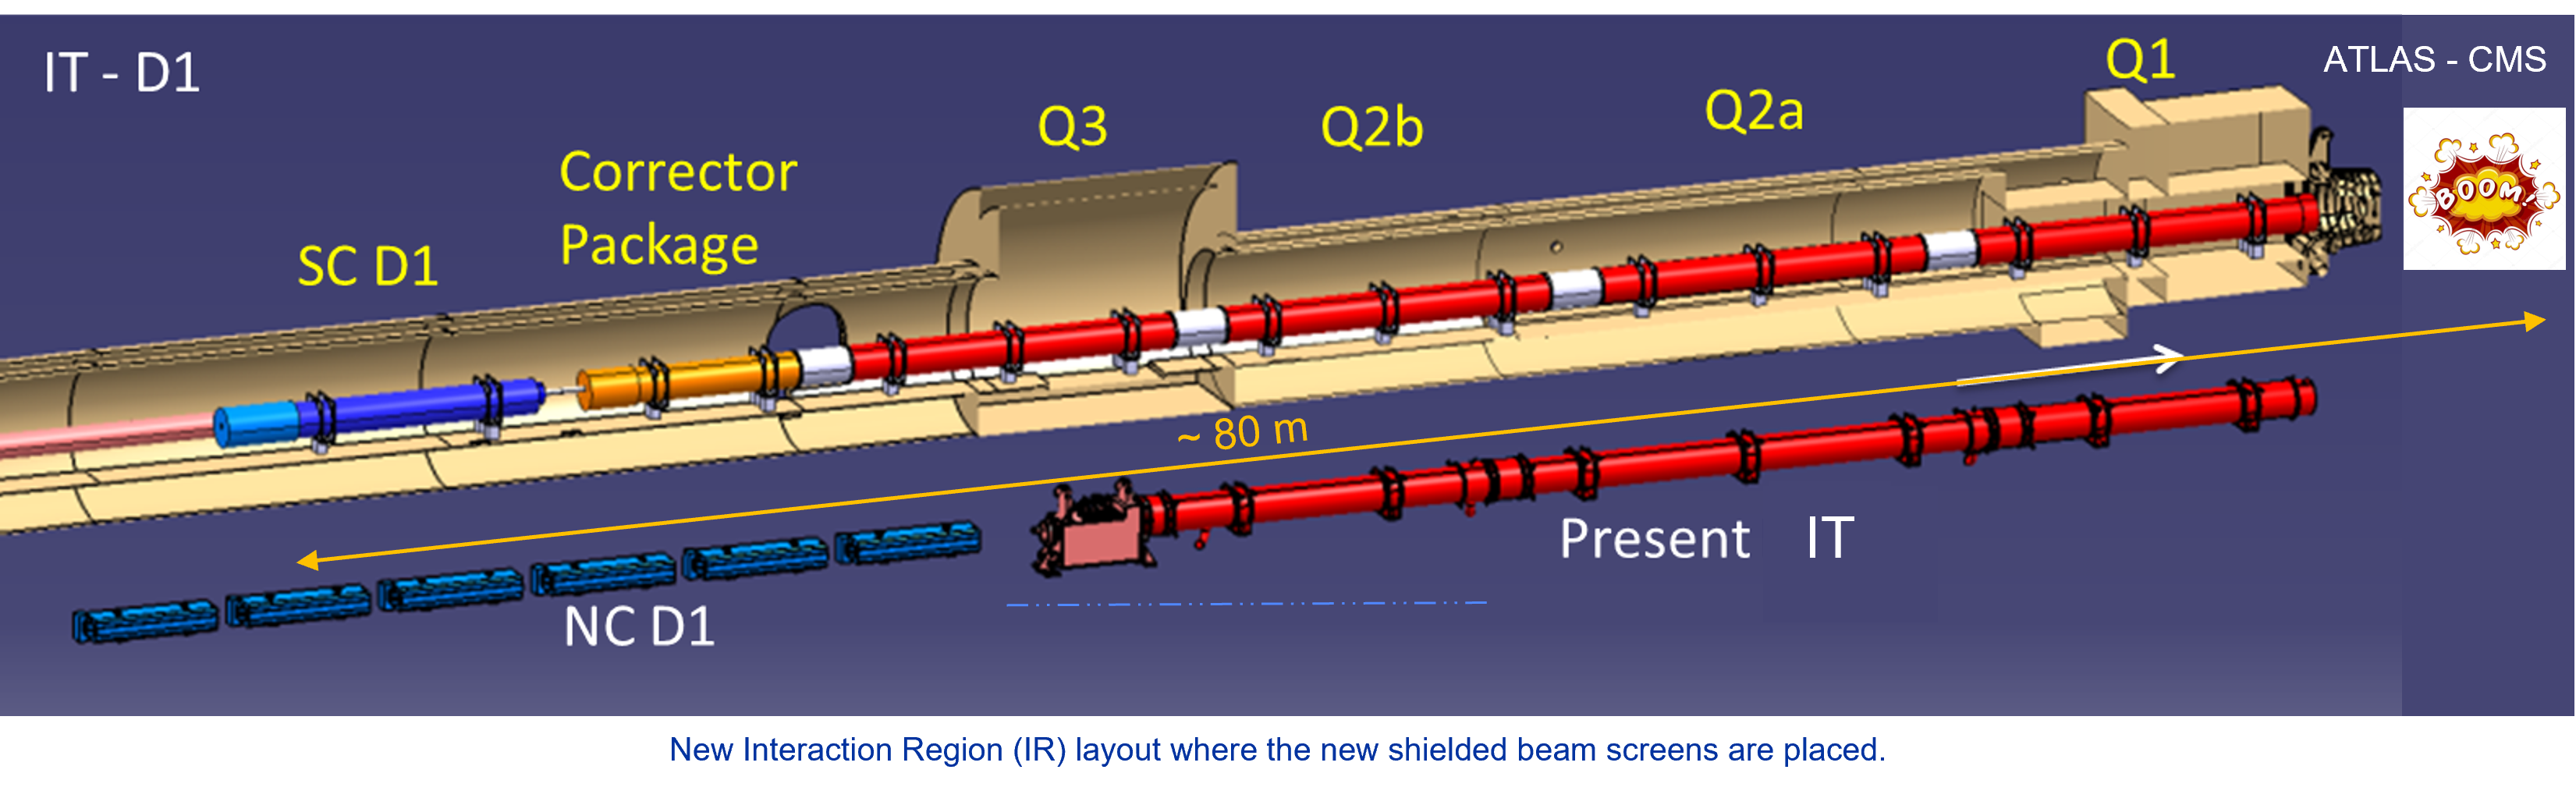 IT - D1
ATLAS - CMS
Q1
Q2a
Q2b
Q3
Corrector
Package
SC D1
BOOM!
~ 80 m
Present IT
NC D1
New Interaction Region (IR) layout where the new shielded beam screens are placed.